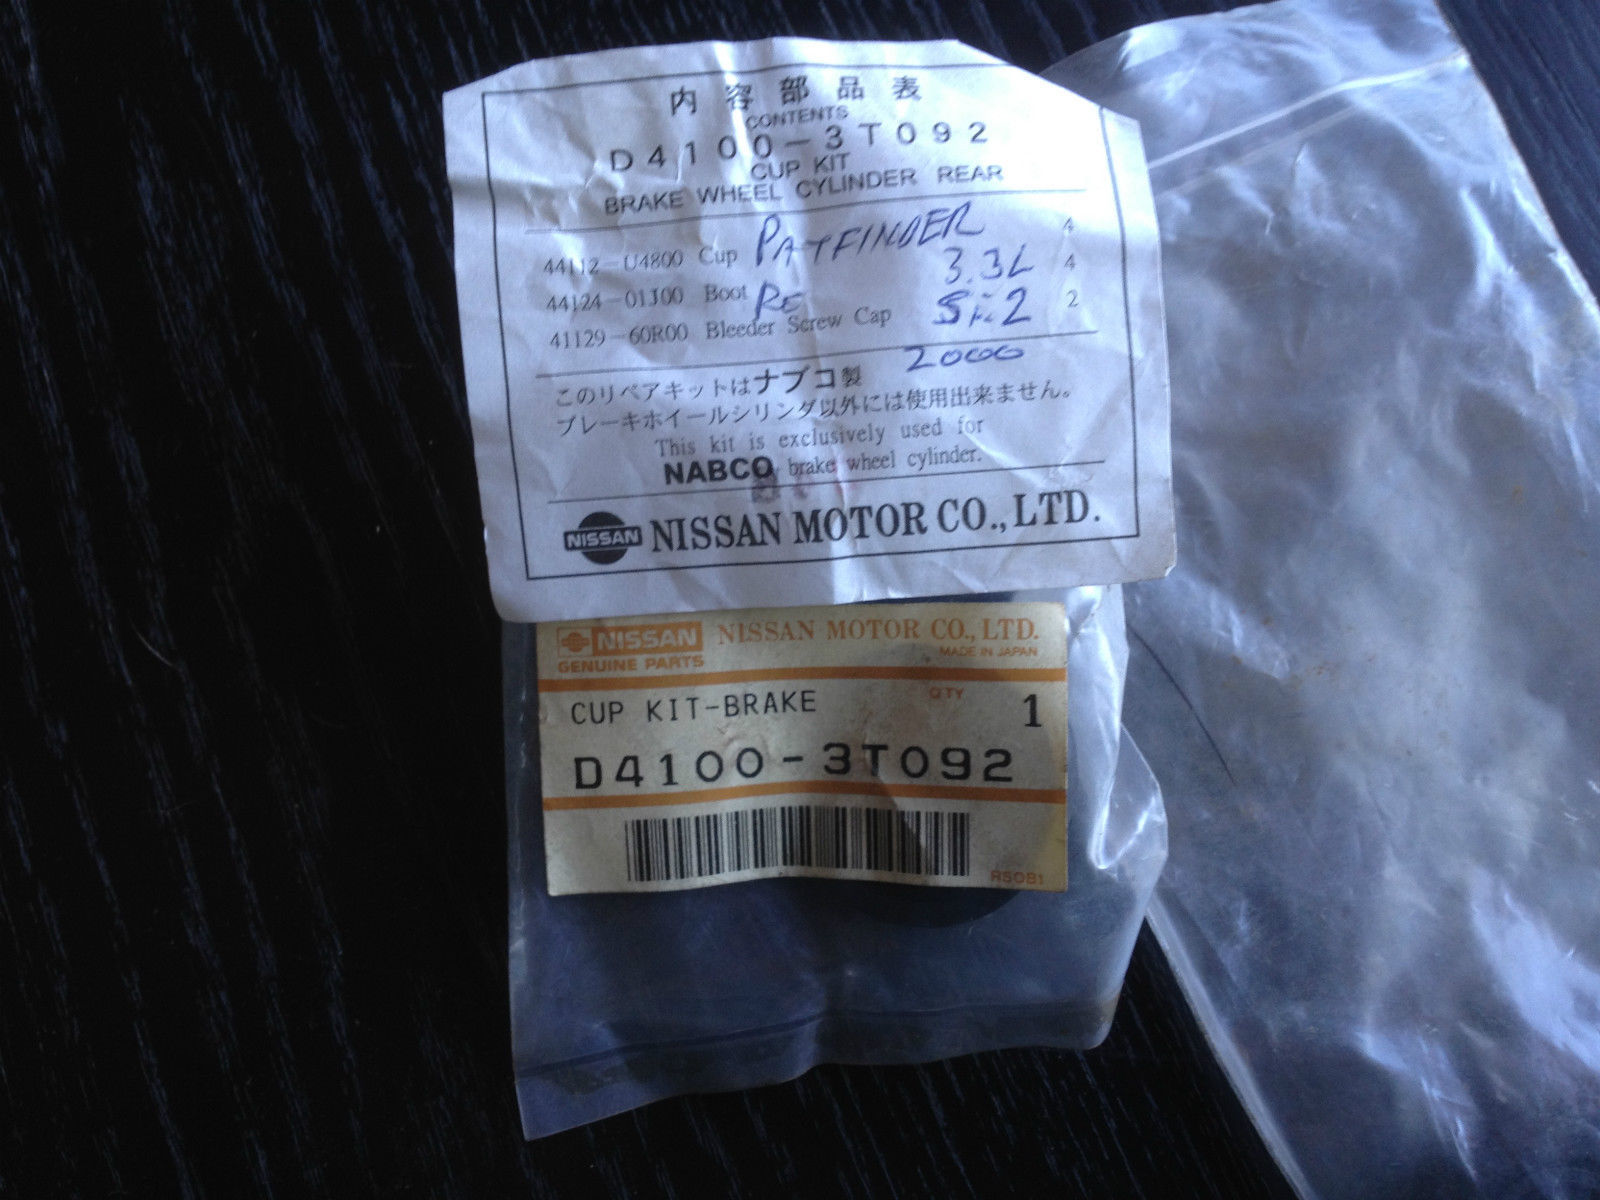 内容部品表
CONTENTS
D4100-3T092
CUP KIT
BRAKE WHEEL CYLINDER REAR
44112-U4800 Cup 4
PATFINDER
44124-01J00 Boot 4
3.3L
41129-60R00 Bleeder Screw Cap 2
2000
このリペアキットはナブコ製
ブレーキホイールシリンダ以外には使用出来ません。
This kit is exclusively used for
NABCO brake wheel cylinder.
NISSAN NISSAN MOTOR CO., LTD.
NISSAN NISSAN MOTOR CO., LTD.
GENUINE PARTS MADE IN JAPAN
CUP KIT-BRAKE QTY 1
D4100-3T092
R5081